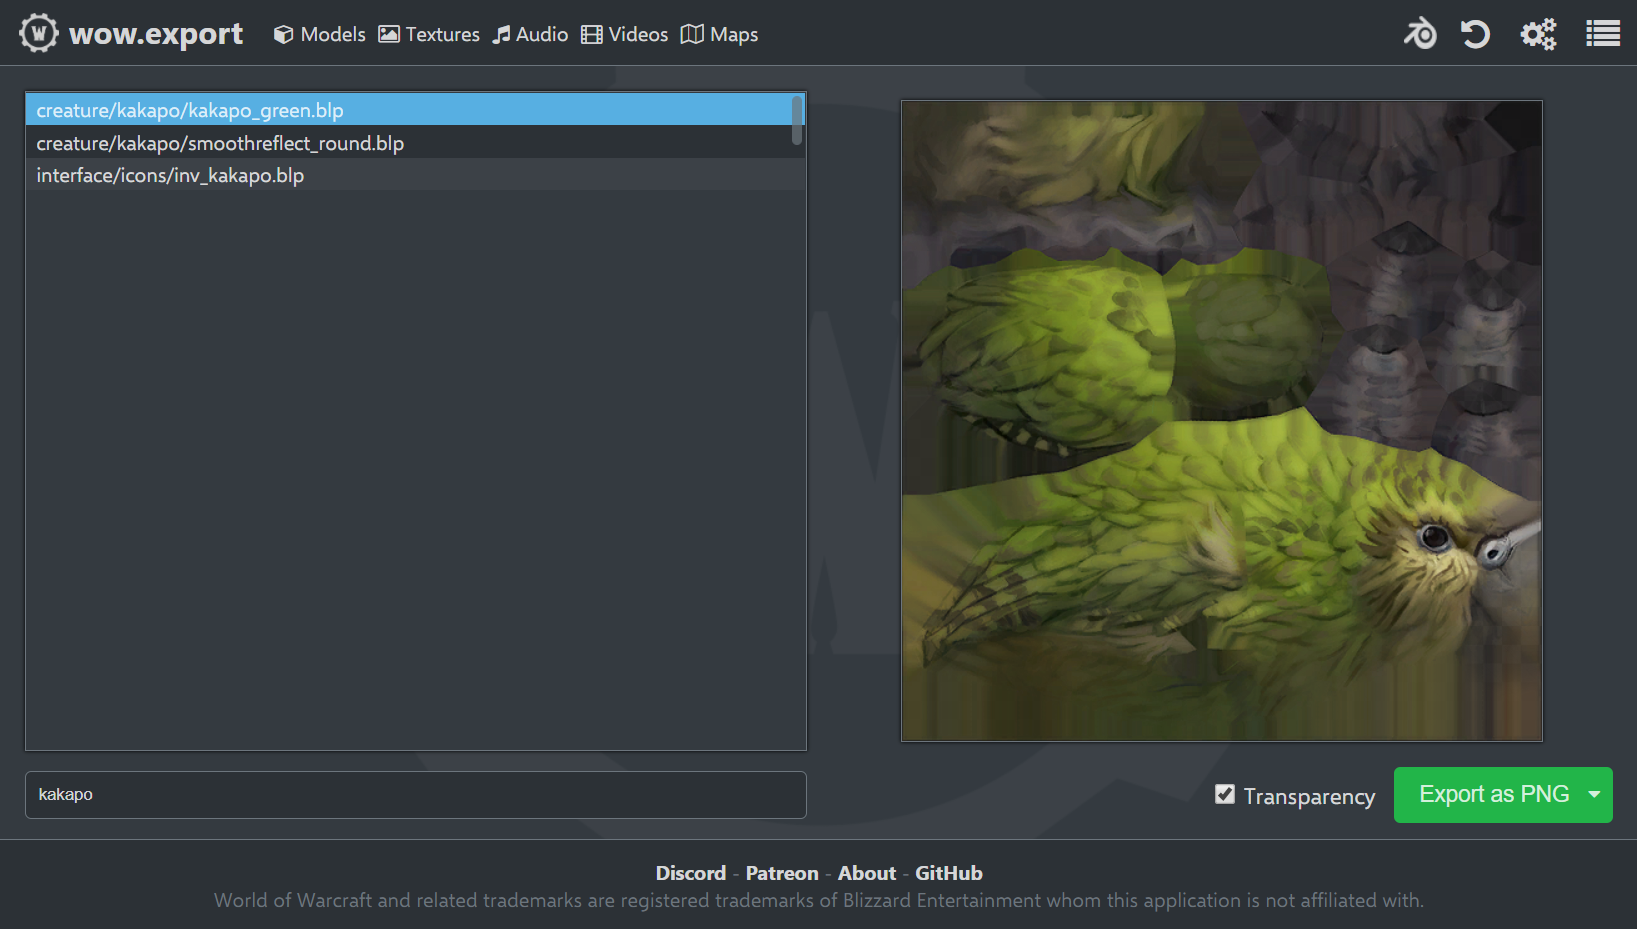 wow.export Models Textures Audio Videos Maps
creature/kakapo/kakapo_green.blp
creature/kakapo/smoothreflect_round.blp
interface/icons/inv_kakapo.blp
kakapo
Transparency Export as PNG
Discord - Patreon - About - GitHub
World of Warcraft and related trademarks are registered trademarks of Blizzard Entertainment whom this application is not affiliated with.